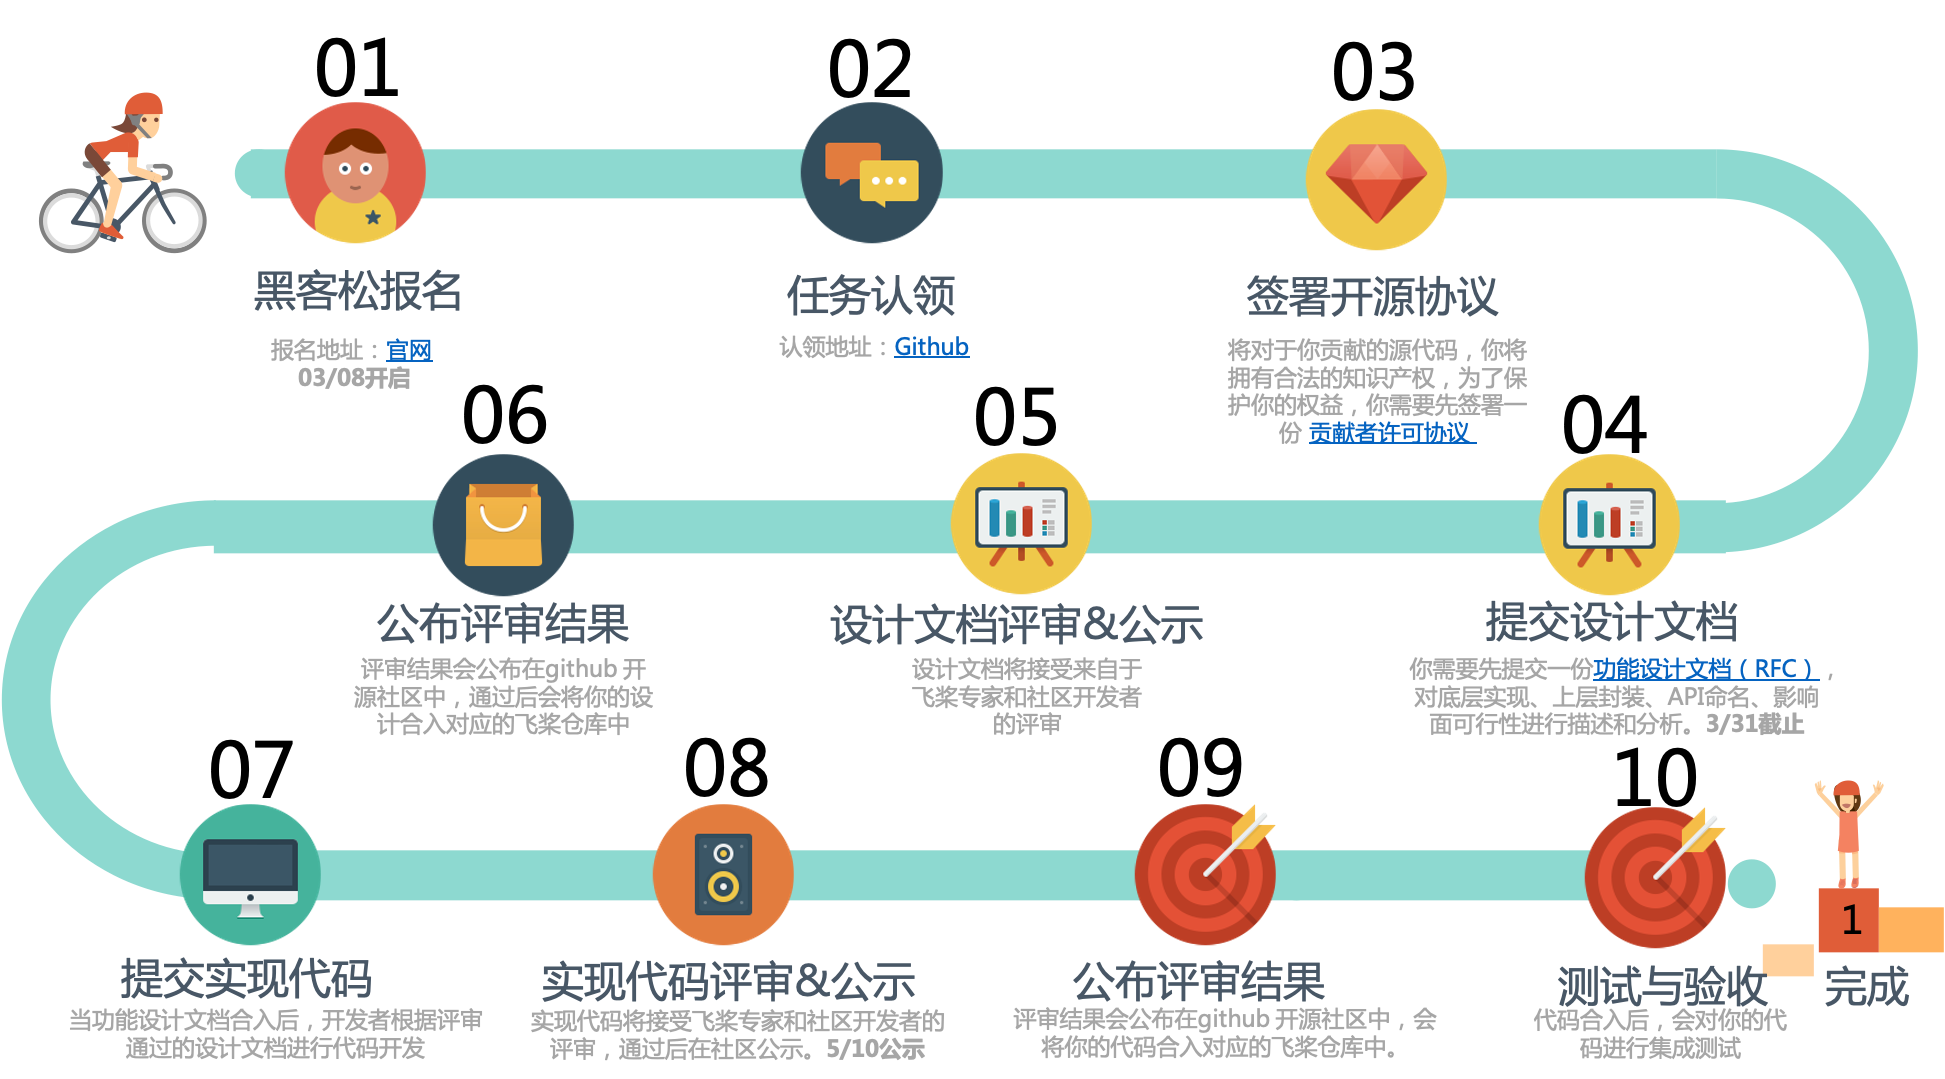 01
黑客松报名
报名地址：官网
03/08开启
02
任务认领
认领地址：Github
03
签署开源协议
将对于你贡献的源代码，你将
拥有合法的知识产权，为了保
护你的权益，你需要先签署一
份 贡献者许可协议
04
提交设计文档
你需要先提交一份功能设计文档（RFC），
对底层实现、上层封装、API命名、影响
面可行性进行描述和分析。3/31截止
05
设计文档评审&公示
设计文档将接受来自于
飞桨专家和社区开发者
的评审
06
公布评审结果
评审结果会公布在github 开
源社区中，通过后会将你的设
计合入对应的飞桨仓库中
07
提交实现代码
当功能设计文档合入后，开发者根据评审
通过的设计文档进行代码开发
08
实现代码评审&公示
实现代码将接受飞桨专家和社区开发者的
评审，通过后在社区公示。5/10公示
09
公布评审结果
评审结果会公布在github 开源社区中，会
将你的代码合入对应的飞桨仓库中。
10
测试与验收
代码合入后，会对你的代
码进行集成测试
1
完成